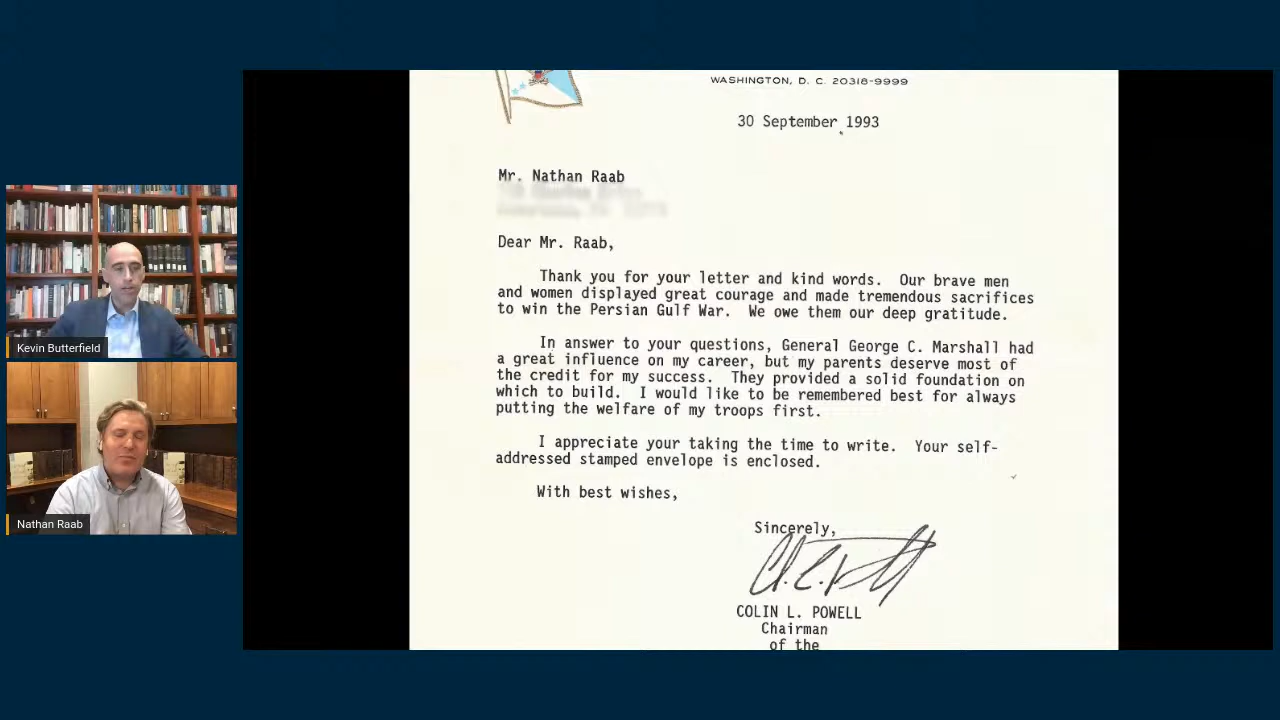 WASHINGTON, D. C. 20318-9999
30 September 1993
Mr. Nathan Raab
Dear Mr. Raab,
Thank you for your letter and kind words. Our brave men
and women displayed great courage and made tremendous sacrifices
to win the Persian Gulf War. We owe them our deep gratitude.
In answer to your questions, General George C. Marshall had
a great influence on my career, but my parents deserve most of
the credit for my success. They provided a solid foundation on
which to build. I would like to be remembered best for always
putting the welfare of my troops first.
I appreciate your taking the time to write. Your self-
addressed stamped envelope is enclosed.
With best wishes,
Sincerely,
COLIN L. POWELL
Chairman
of the
Kevin Butterfield
Nathan Raab